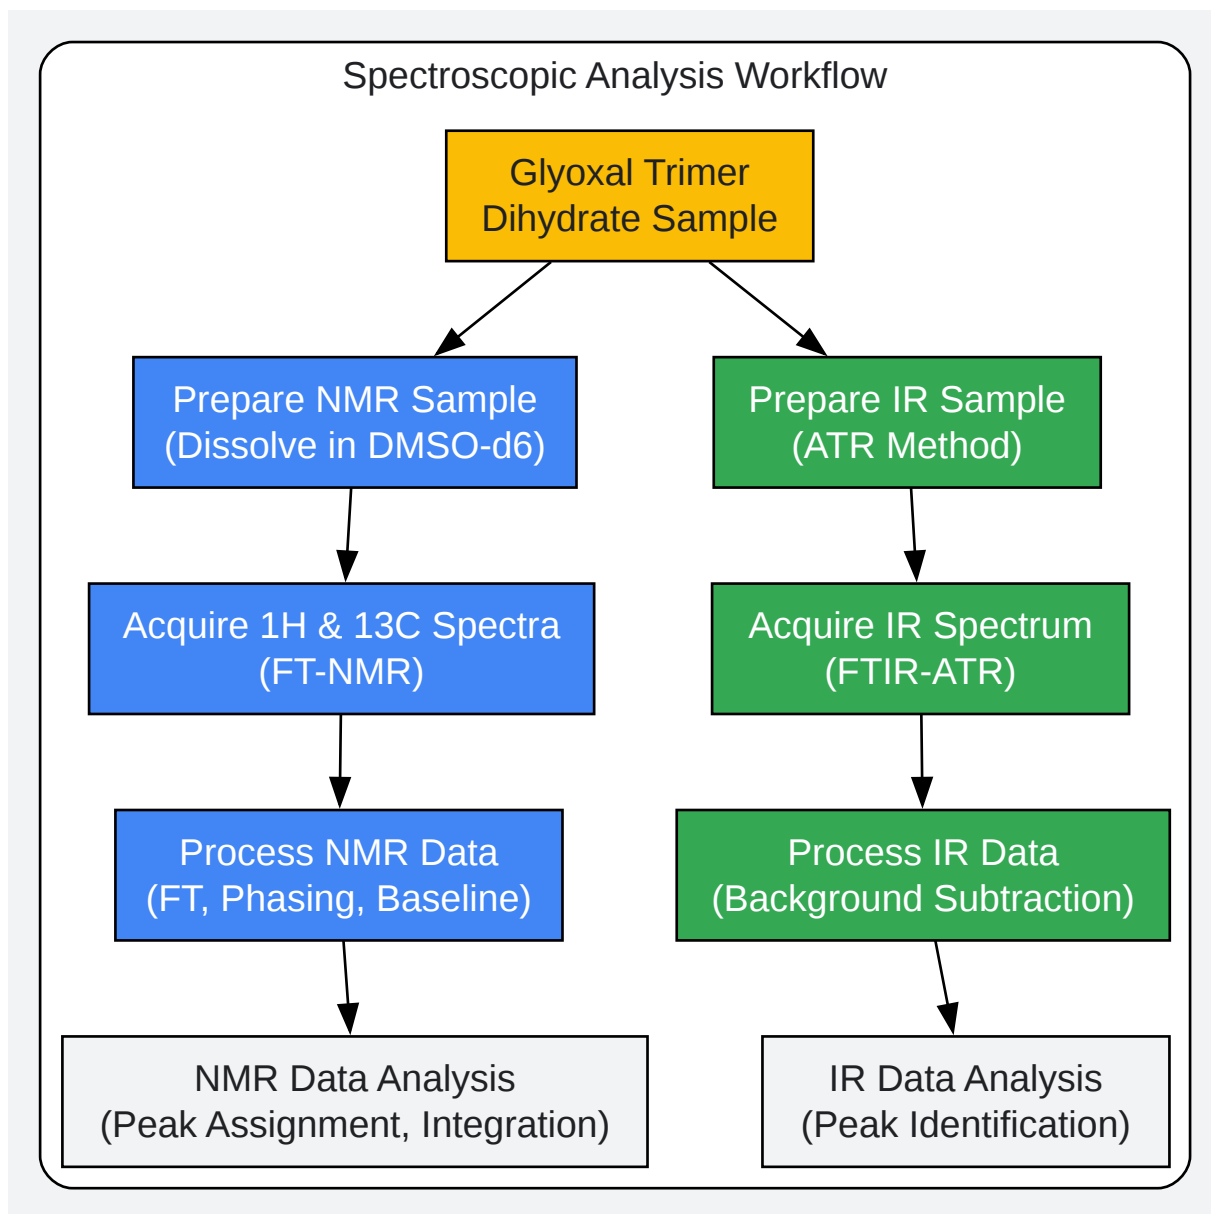 Spectroscopic Analysis Workflow
Glyoxal Trimer
Dihydrate Sample
Prepare NMR Sample
(Dissolve in DMSO-d6)
Prepare IR Sample
(ATR Method)
Acquire 1H & 13C Spectra
(FT-NMR)
Acquire IR Spectrum
(FTIR-ATR)
Process NMR Data
(FT, Phasing, Baseline)
Process IR Data
(Background Subtraction)
NMR Data Analysis
(Peak Assignment, Integration)
IR Data Analysis
(Peak Identification)